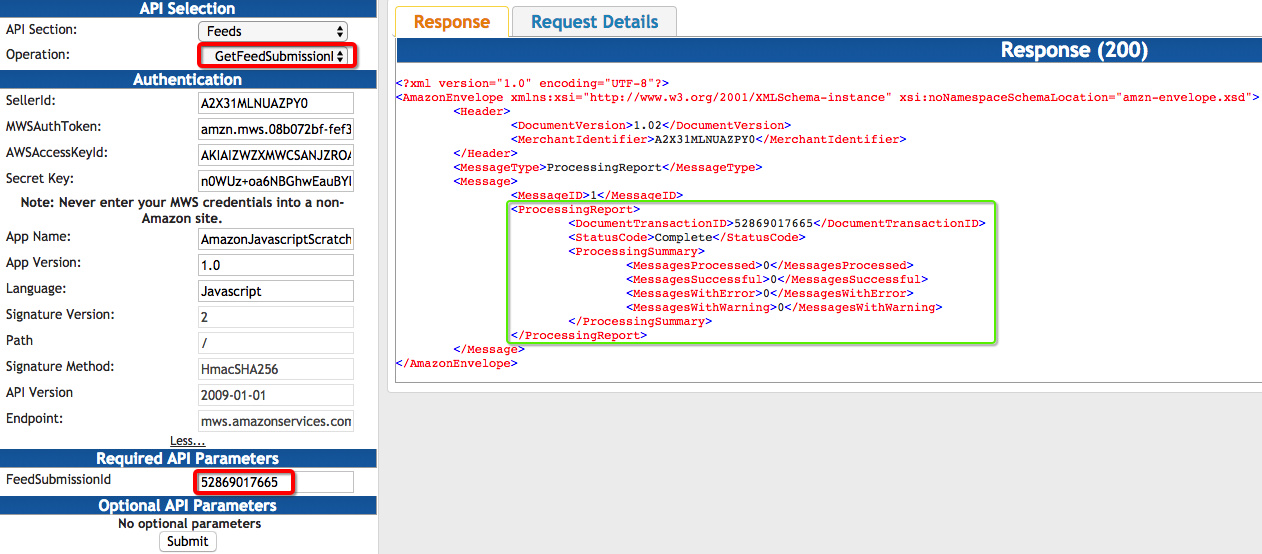 API Selection
API Section: Feeds
Operation: GetFeedSubmissionI
Authentication
SellerId: A2X31MLNUAZPY0
MWSAuthToken: amzn.mws.08b072bf-fef3
AWSAccessKeyId: AKIAIZWZXMWCSANJZROA
Secret Key: n0WUz+oa6NBGhwEauBYI
Note: Never enter your MWS credentials into a non-
Amazon site.
App Name: AmazonJavascriptScratch
App Version: 1.0
Language: Javascript
Signature Version: 2
Path /
Signature Method: HmacSHA256
API Version 2009-01-01
Endpoint: mws.amazonservices.com
Less...
Required API Parameters
FeedSubmissionId 52869017665
Optional API Parameters
No optional parameters
Submit
Response Request Details
Response (200)
<?xml version="1.0" encoding="UTF-8"?>
<AmazonEnvelope xmlns:xsi="http://www.w3.org/2001/XMLSchema-instance" xsi:noNamespaceSchemaLocation="amzn-envelope.xsd">
<Header>
<DocumentVersion>1.02</DocumentVersion>
<MerchantIdentifier>A2X31MLNUAZPY0</MerchantIdentifier>
</Header>
<MessageType>ProcessingReport</MessageType>
<Message>
<MessageID>1</MessageID>
<ProcessingReport>
<DocumentTransactionID>52869017665</DocumentTransactionID>
<StatusCode>Complete</StatusCode>
<ProcessingSummary>
<MessagesProcessed>0</MessagesProcessed>
<MessagesSuccessful>0</MessagesSuccessful>
<MessagesWithError>0</MessagesWithError>
<MessagesWithWarning>0</MessagesWithWarning>
</ProcessingSummary>
</ProcessingReport>
</Message>
</AmazonEnvelope>